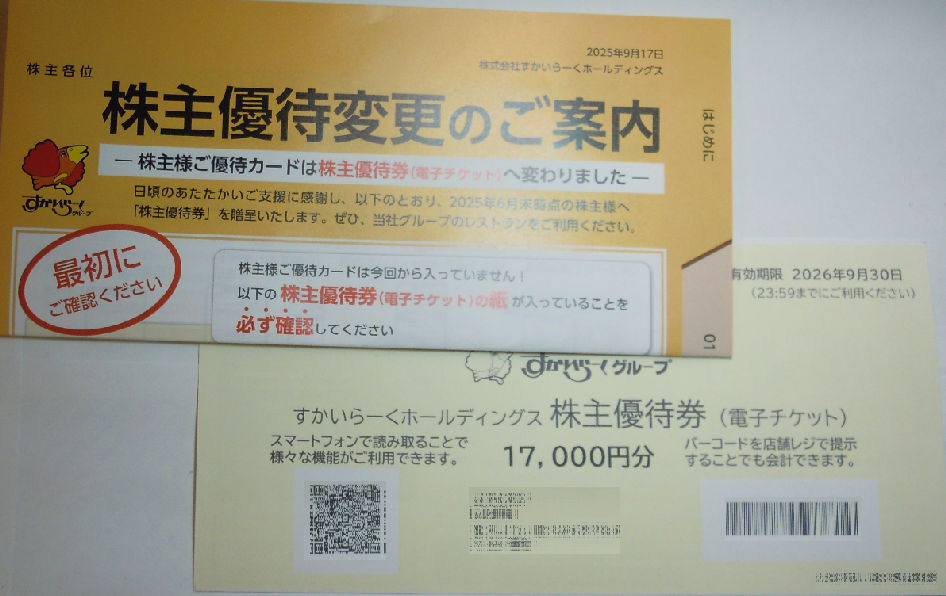 2025年9月17日
株式会社すかいらーくホールディングス
株主各位
株主優待変更のご案内
― 株主様ご優待カードは株主優待券(電子チケット)へ変わりました ―
すかいらーく
グループ
日頃のあたたかいご支援に感謝し、以下のとおり、2025年6月末時点の株主様へ
「株主優待券」を贈呈いたします。ぜひ、当社グループのレストランをご利用ください。
最初に
ご確認ください
株主様ご優待カードは今回から入っていません!
以下の株主優待券(電子チケット)の紙が入っていることを
必ず確認してください
はじめに
01
有効期限 2026年9月30日
(23:59までにご利用ください)
すかいらーくグループ
すかいらーくホールディングス 株主優待券(電子チケット)
スマートフォンで読み取ることで
様々な機能がご利用できます。
17,000円分
バーコードを店舗レジで提示
することでも会計できます。